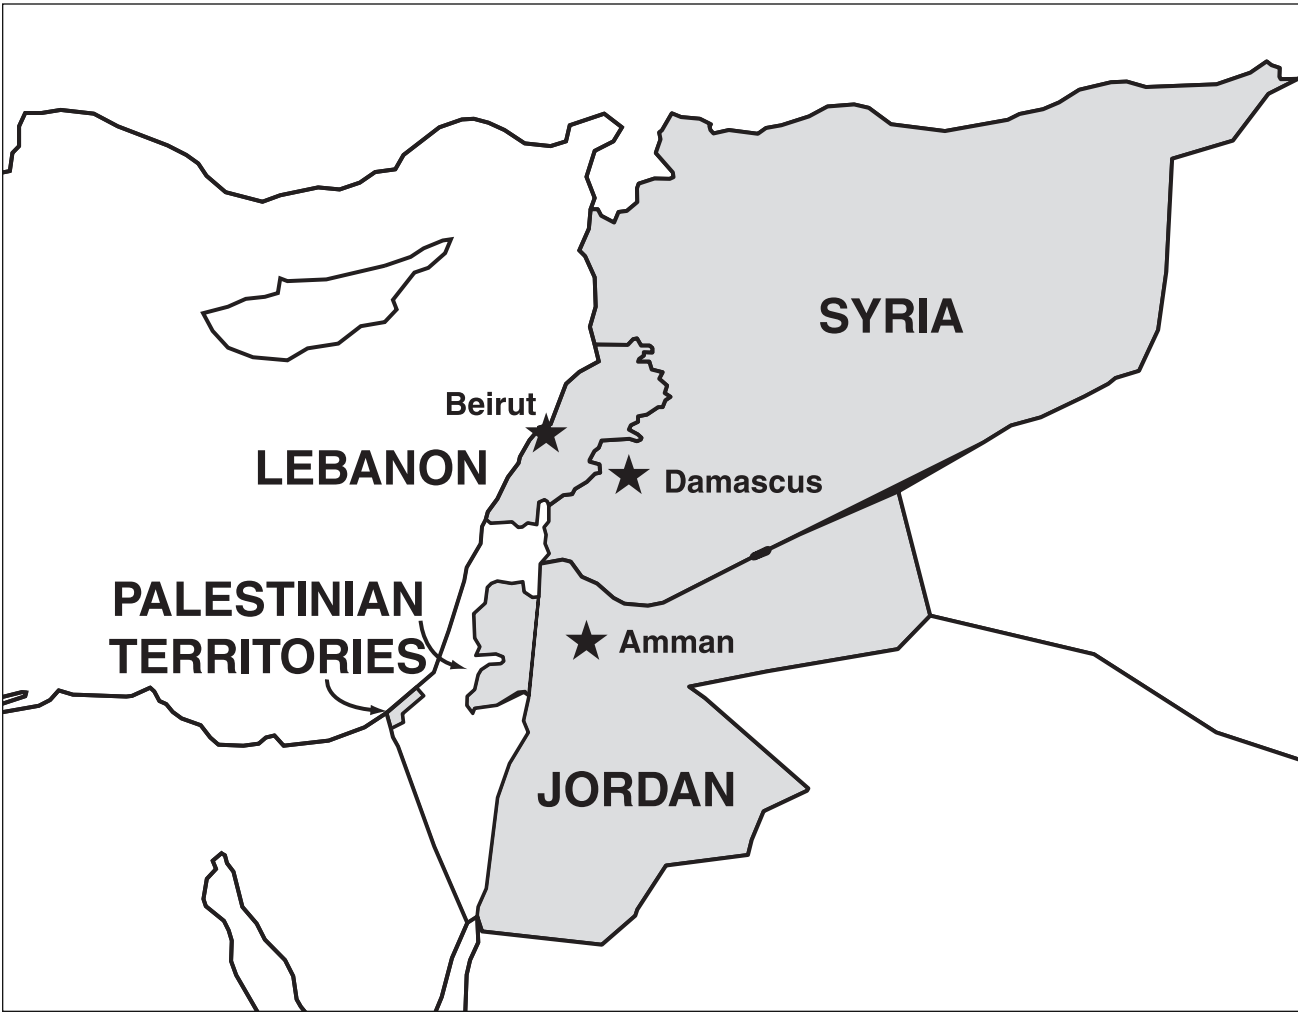 SYRIA
Beirut
LEBANON
Damascus
PALESTINIAN
TERRITORIES
Amman
JORDAN